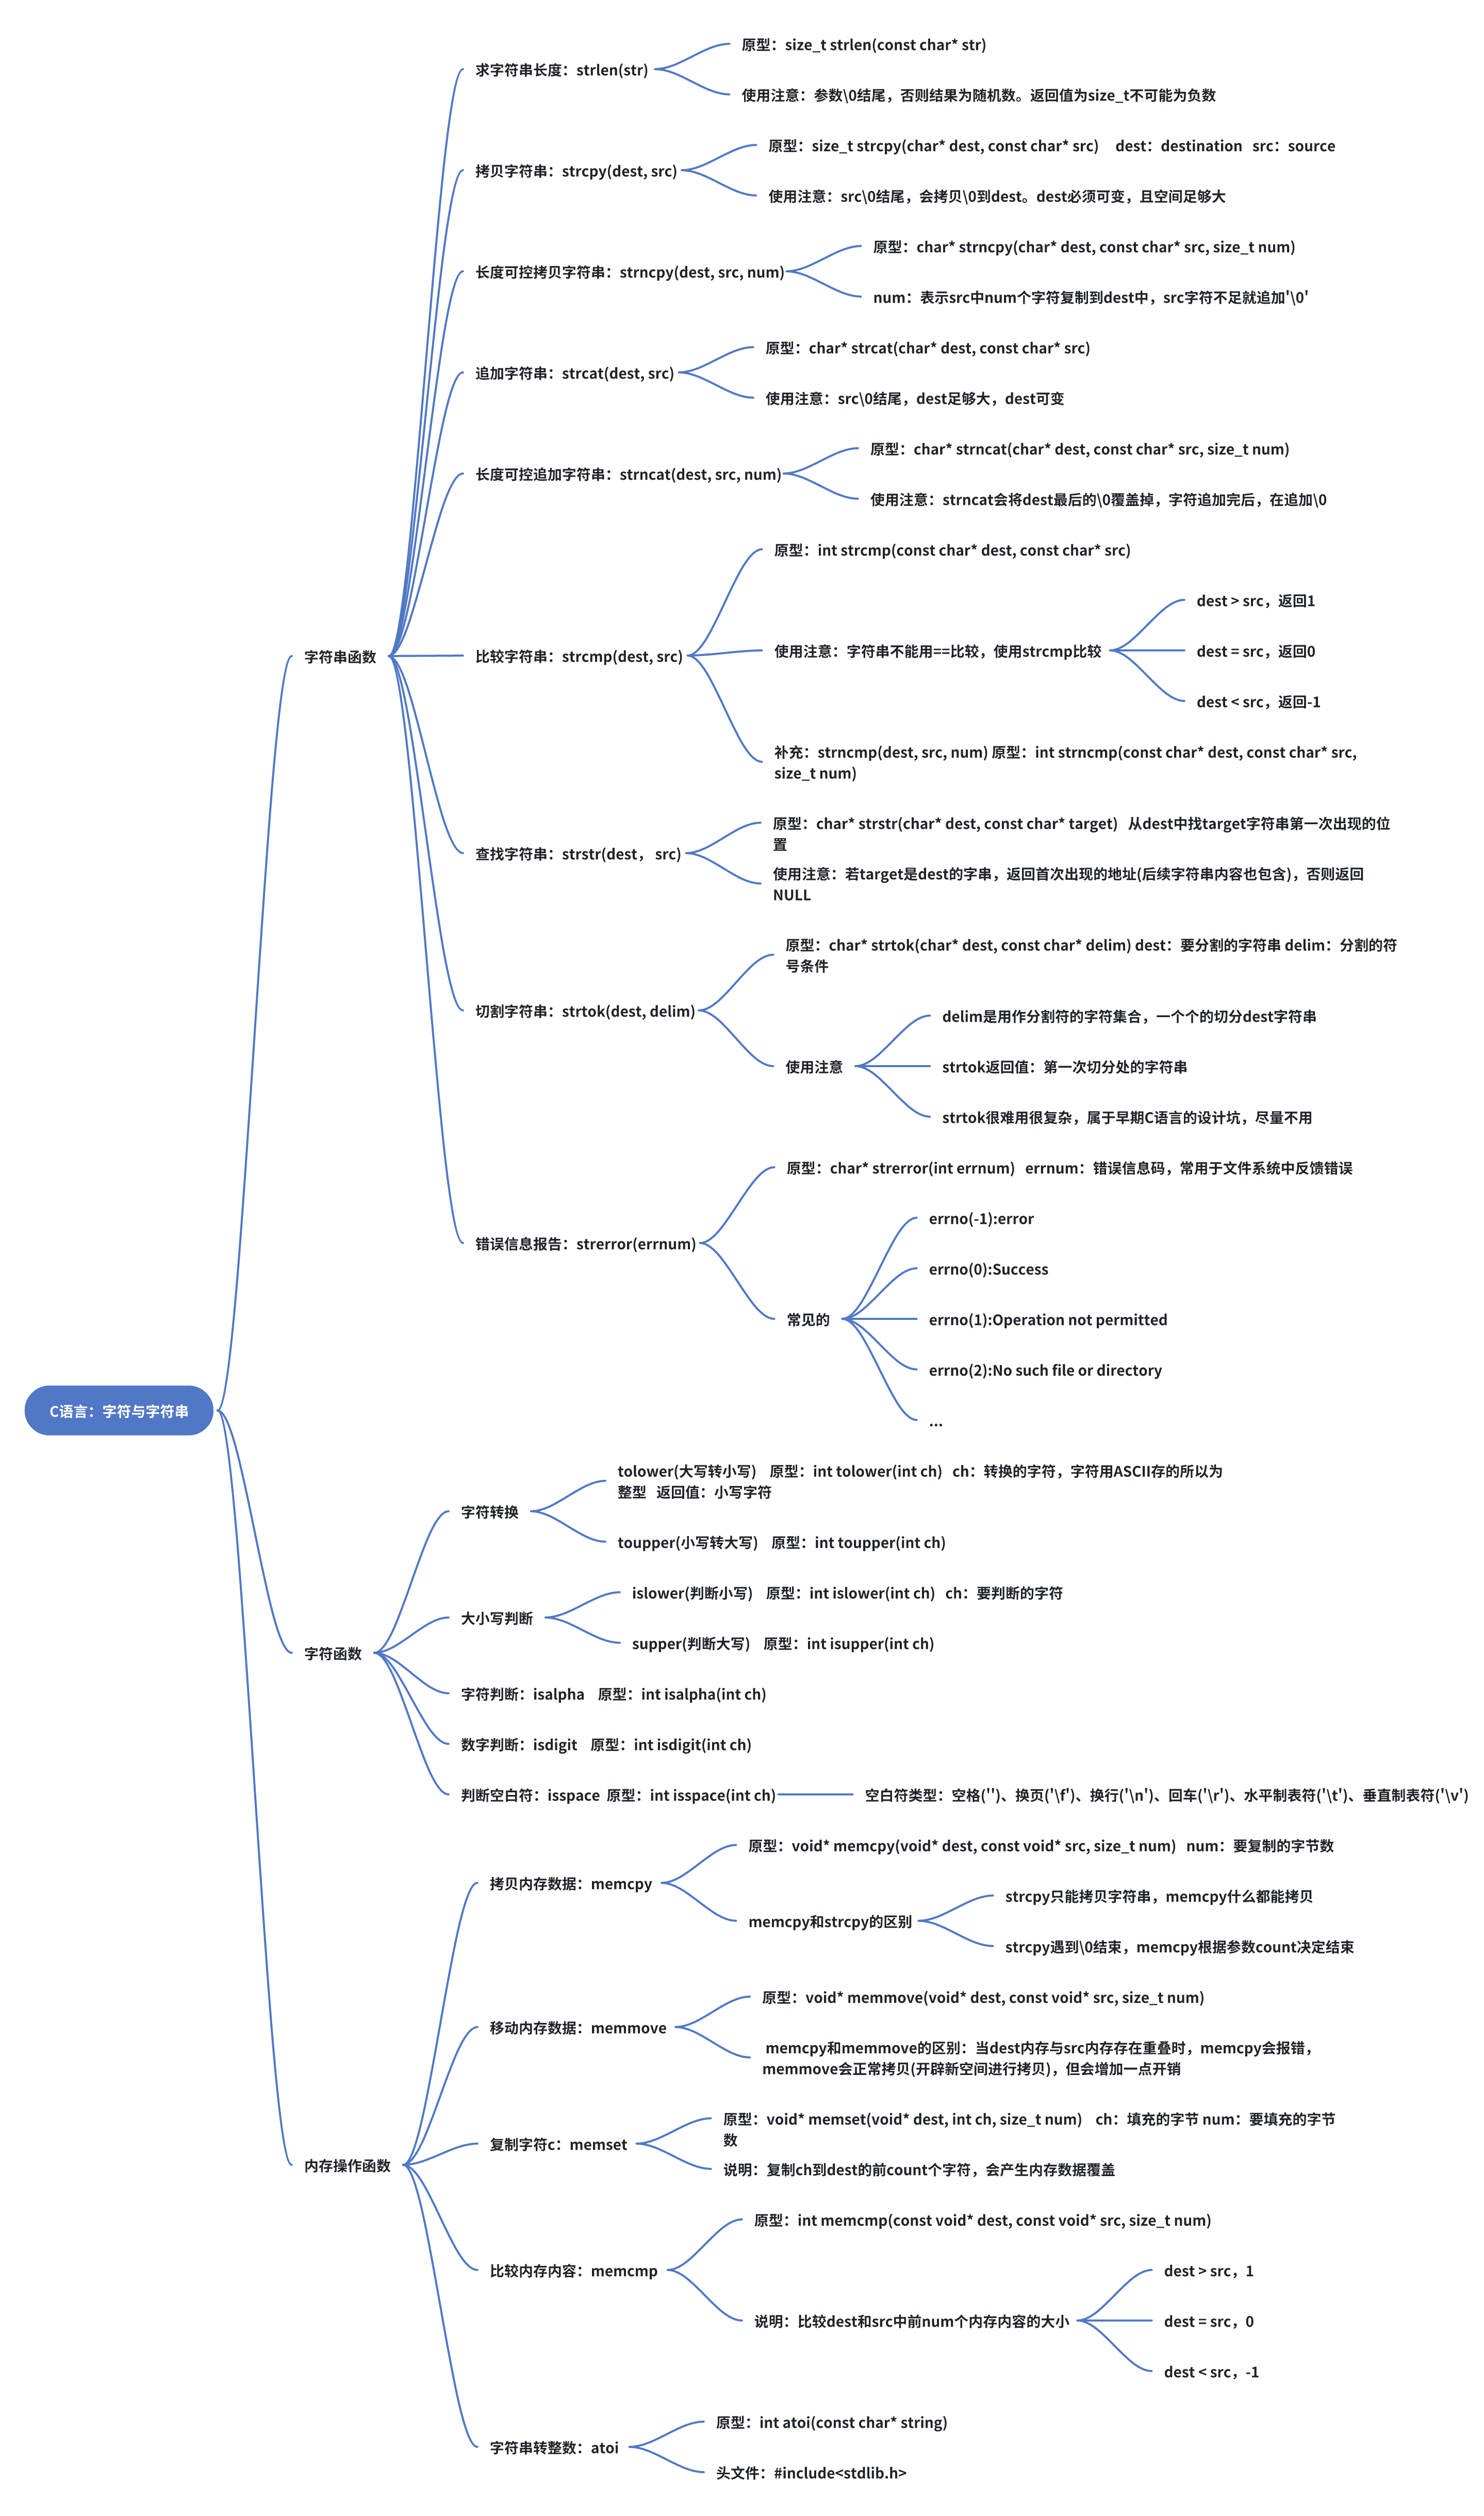 C语言：字符与字符串
字符串函数
求字符串长度：strlen(str)
原型：size_t strlen(const char* str)
使用注意：参数\0结尾，否则结果为随机数。返回值为size_t不可能为负数
拷贝字符串：strcpy(dest, src)
原型：size_t strcpy(char* dest, const char* src)     dest：destination   src：source
使用注意：src\0结尾，会拷贝\0到dest。dest必须可变，且空间足够大
长度可控拷贝字符串：strncpy(dest, src, num)
原型：char* strncpy(char* dest, const char* src, size_t num)
num：表示src中num个字符复制到dest中，src字符不足就追加'\0'
追加字符串：strcat(dest, src)
原型：char* strcat(char* dest, const char* src)
使用注意：src\0结尾，dest足够大，dest可变
长度可控追加字符串：strncat(dest, src, num)
原型：char* strncat(char* dest, const char* src, size_t num)
使用注意：strncat会将dest最后的\0覆盖掉，字符追加完后，在追加\0
比较字符串：strcmp(dest, src)
原型：int strcmp(const char* dest, const char* src)
使用注意：字符串不能用==比较，使用strcmp比较
dest > src，返回1
dest = src，返回0
dest < src，返回-1
补充：strncmp(dest, src, num) 原型：int strncmp(const char* dest, const char* src,
size_t num)
查找字符串：strstr(dest， src)
原型：char* strstr(char* dest, const char* target)   从dest中找target字符串第一次出现的位
置
使用注意：若target是dest的字串，返回首次出现的地址(后续字符串内容也包含)，否则返回
NULL
切割字符串：strtok(dest, delim)
原型：char* strtok(char* dest, const char* delim) dest：要分割的字符串 delim：分割的符
号条件
使用注意
delim是用作分割符的字符集合，一个个的切分dest字符串
strtok返回值：第一次切分处的字符串
strtok很难用很复杂，属于早期C语言的设计坑，尽量不用
错误信息报告：strerror(errnum)
原型：char* strerror(int errnum)   errnum：错误信息码，常用于文件系统中反馈错误
常见的
errno(-1):error
errno(0):Success
errno(1):Operation not permitted
errno(2):No such file or directory
...
字符函数
字符转换
tolower(大写转小写)    原型：int tolower(int ch)   ch：转换的字符，字符用ASCII存的所以为
整型   返回值：小写字符
toupper(小写转大写)    原型：int toupper(int ch)
大小写判断
islower(判断小写)    原型：int islower(int ch)   ch：要判断的字符
supper(判断大写)    原型：int isupper(int ch)
字符判断：isalpha    原型：int isalpha(int ch)
数字判断：isdigit    原型：int isdigit(int ch)
判断空白符：isspace  原型：int isspace(int ch)
空白符类型：空格('')、换页('\f')、换行('\n')、回车('\r')、水平制表符('\t')、垂直制表符('\v')
内存操作函数
拷贝内存数据：memcpy
原型：void* memcpy(void* dest, const void* src, size_t num)   num：要复制的字节数
memcpy和strcpy的区别
strcpy只能拷贝字符串，memcpy什么都能拷贝
strcpy遇到\0结束，memcpy根据参数count决定结束
移动内存数据：memmove
原型：void* memmove(void* dest, const void* src, size_t num)
memcpy和memmove的区别：当dest内存与src内存存在重叠时，memcpy会报错，
memmove会正常拷贝(开辟新空间进行拷贝)，但会增加一点开销
复制字符c：memset
原型：void* memset(void* dest, int ch, size_t num)    ch：填充的字节 num：要填充的字节
数
说明：复制ch到dest的前count个字符，会产生内存数据覆盖
比较内存内容：memcmp
原型：int memcmp(const void* dest, const void* src, size_t num)
说明：比较dest和src中前num个内存内容的大小
dest > src，1
dest = src，0
dest < src，-1
字符串转整数：atoi
原型：int atoi(const char* string)
头文件：#include<stdlib.h>